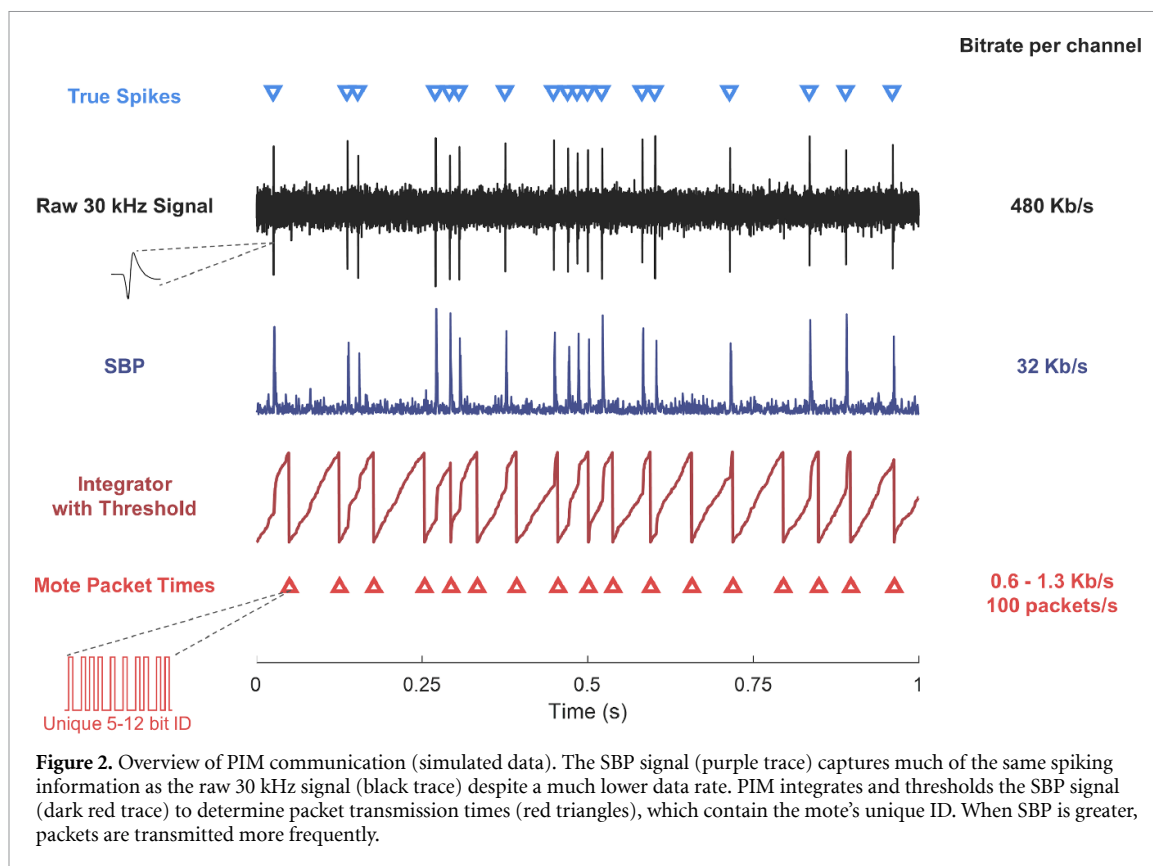 Bitrate per channel
True Spikes
Raw 30 kHz Signal
480 Kb/s
SBP
32 Kb/s
Integrator
with Threshold
Mote Packet Times
0.6 - 1.3 Kb/s
100 packets/s
Unique 5-12 bit ID
0 0.25 0.5 0.75 1
Time (s)
Figure 2. Overview of PIM communication (simulated data). The SBP signal (purple trace) captures much of the same spiking
information as the raw 30 kHz signal (black trace) despite a much lower data rate. PIM integrates and thresholds the SBP signal
(dark red trace) to determine packet transmission times (red triangles), which contain the mote's unique ID. When SBP is greater,
packets are transmitted more frequently.